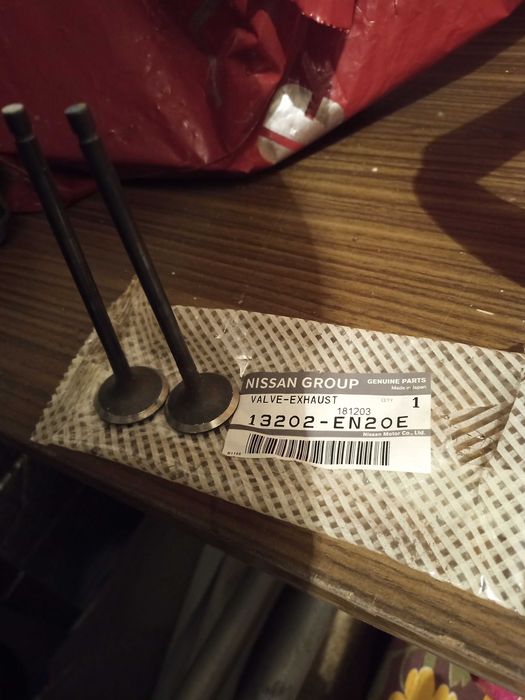 NISSAN GROUP GENUINE PARTS
Made in Japan
VALVE-EXHAUST QTY 1
181203
13202-EN20E
Nissan Motor Co., Ltd.